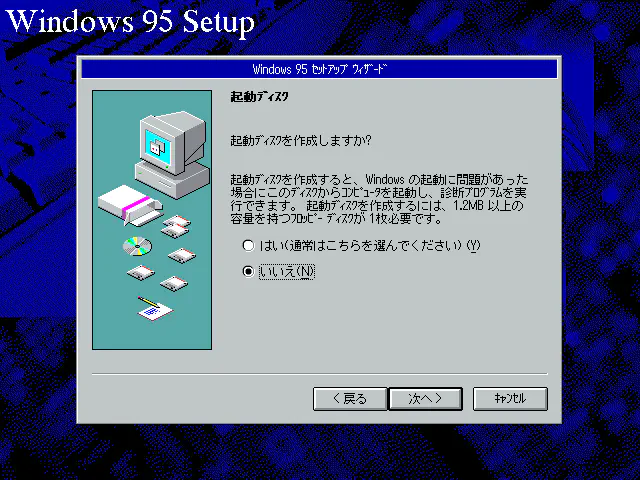 Windows 95 Setup
Windows 95 ｾｯﾄｱｯﾌﾟ ｳｨｻﾞｰﾄﾞ
起動ﾃﾞｨｽｸ
起動ﾃﾞｨｽｸを作成しますか?
起動ﾃﾞｨｽｸを作成すると、Windows の起動に問題があった
場合にこのﾃﾞｨｽｸからｺﾝﾋﾟｭｰﾀを起動し、診断ﾌﾟﾛｸﾞﾗﾑを実
行できます。 起動ﾃﾞｨｽｸを作成するには、1.2MB 以上の
容量を持つﾌﾛｯﾋﾟｰ ﾃﾞｨｽｸが 1枚必要です。
はい(通常はこちらを選んでください) (Y)
いいえ(N)
< 戻る
次へ >
ｷｬﾝｾﾙ